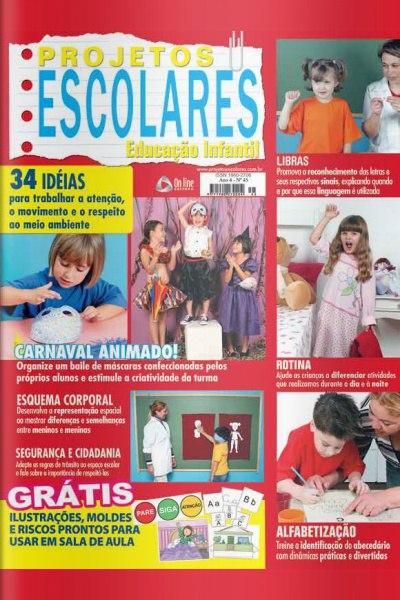 PROJETOS
ESCOLARES
Educação Infantil
www.projetosescolares.com.br
Ano 4 - Nº 45
On line
EDITORA
34 IDÉIAS
para trabalhar a atenção,
o movimento e o respeito
ao meio ambiente
LIBRAS
Promova o reconhecimento das letras e
seus respectivos sinais, explicando quando
e por que essa linguagem é utilizada
CARNAVAL ANIMADO!
Organize um baile de máscaras confeccionadas pelos
próprios alunos e estimule a criatividade da turma
ROTINA
Ajude as crianças a diferenciar atividades
que realizamos durante o dia e à noite
ESQUEMA CORPORAL
Desenvolva a representação espacial
ao mostrar diferenças e semelhanças
entre meninos e meninas
SEGURANÇA E CIDADANIA
Adapte as regras de trânsito ao espaço escolar
e fale sobre a importância de respeitá-las
GRÁTIS
ILUSTRAÇÕES, MOLDES
E RISCOS PRONTOS PARA
USAR EM SALA DE AULA
PARE
SIGA
ATENÇÃO
Aa
Bb
ALFABETIZAÇÃO
Treine a identificação do abecedário
com dinâmicas práticas e divertidas